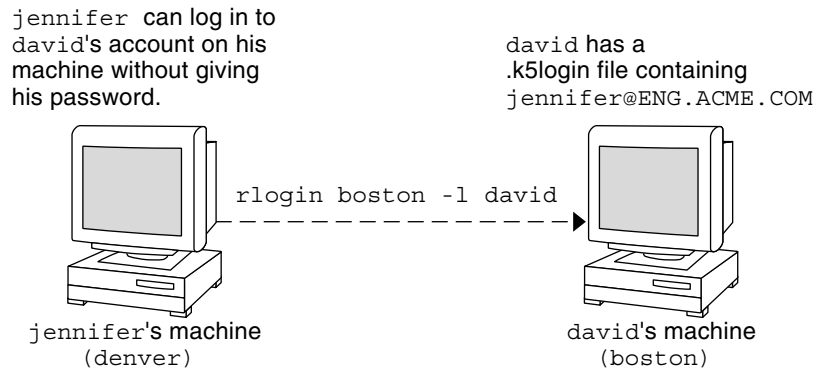 jennifer can log in to
david's account on his
machine without giving
his password.
david has a
.k5login file containing
jennifer@ENG.ACME.COM
rlogin boston -l david
jennifer's machine
(denver)
david's machine
(boston)